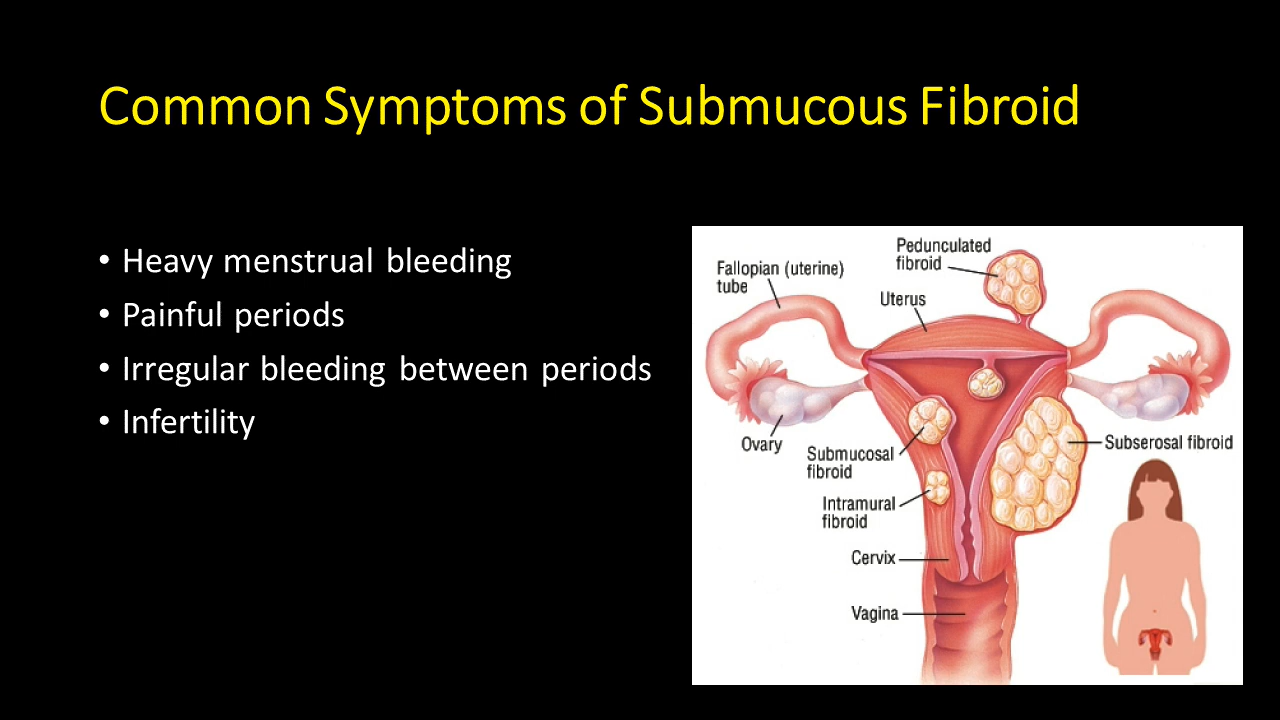 Common Symptoms of Submucous Fibroid
• Heavy menstrual bleeding
• Painful periods
• Irregular bleeding between periods
• Infertility
Pedunculated
fibroid
Fallopian (uterine)
tube
Uterus
Ovary
Submucosal
fibroid
Subserosal fibroid
Intramural
fibroid
Cervix
Vagina